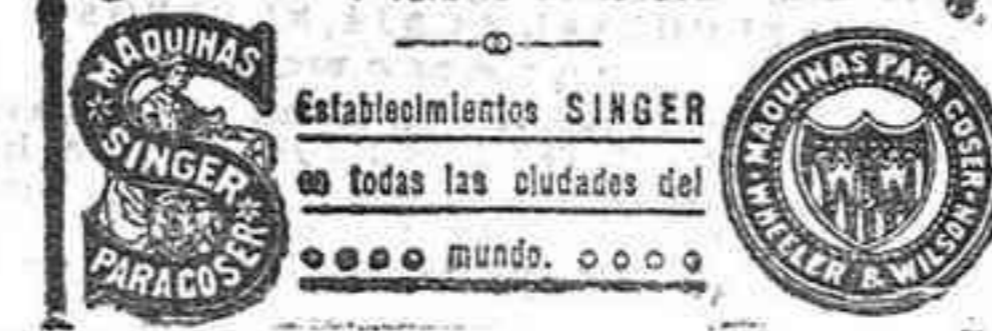 MAQUINAS
SINGER
PARA COSER
Establecimientos SINGER
en todas las ciudades del
mundo.
MAQUINAS PARA COSER
WHEELER & WILSON